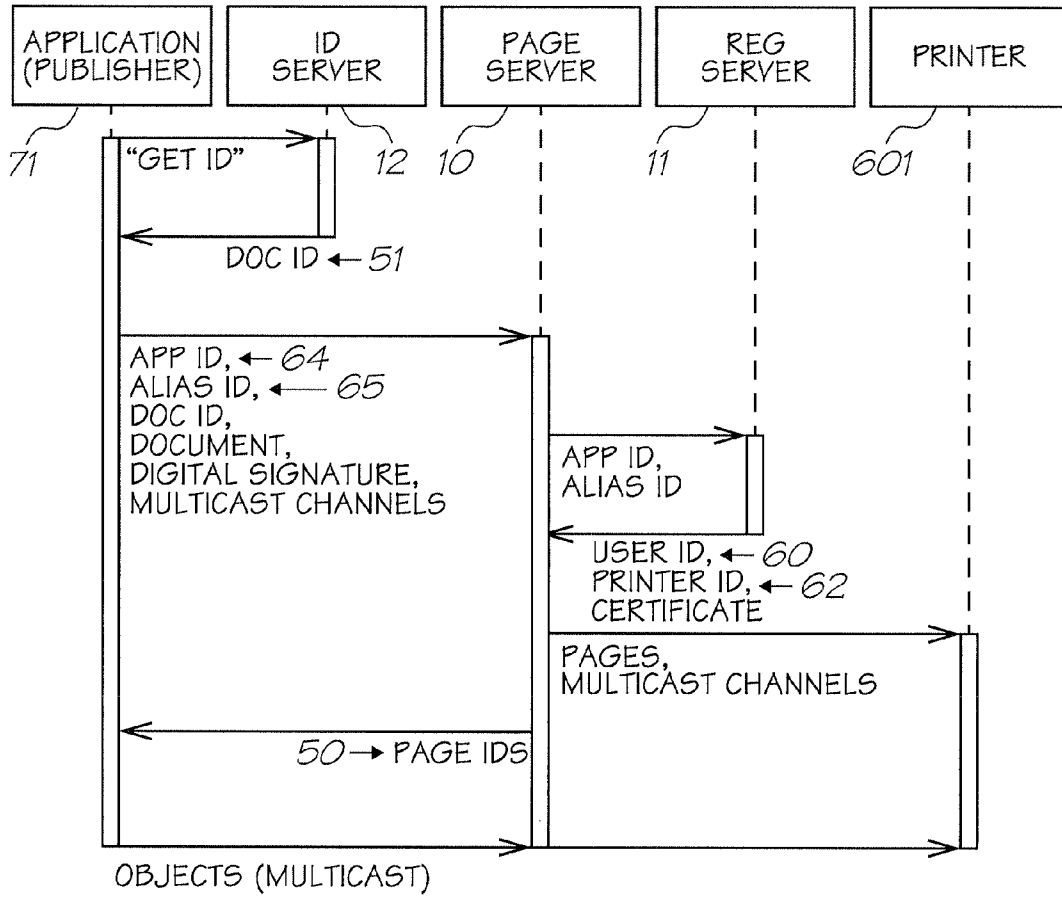 APPLICATION
(PUBLISHER)
ID
SERVER
PAGE
SERVER
REG
SERVER
PRINTER
71
12
10
11
601
"GET ID"
DOC ID 51
APP ID, 64
ALIAS ID, 65
DOC ID,
DOCUMENT,
DIGITAL SIGNATURE,
MULTICAST CHANNELS
APP ID,
ALIAS ID
USER ID, 60
PRINTER ID, 62
CERTIFICATE
PAGES,
MULTICAST CHANNELS
50 PAGE IDS
OBJECTS (MULTICAST)